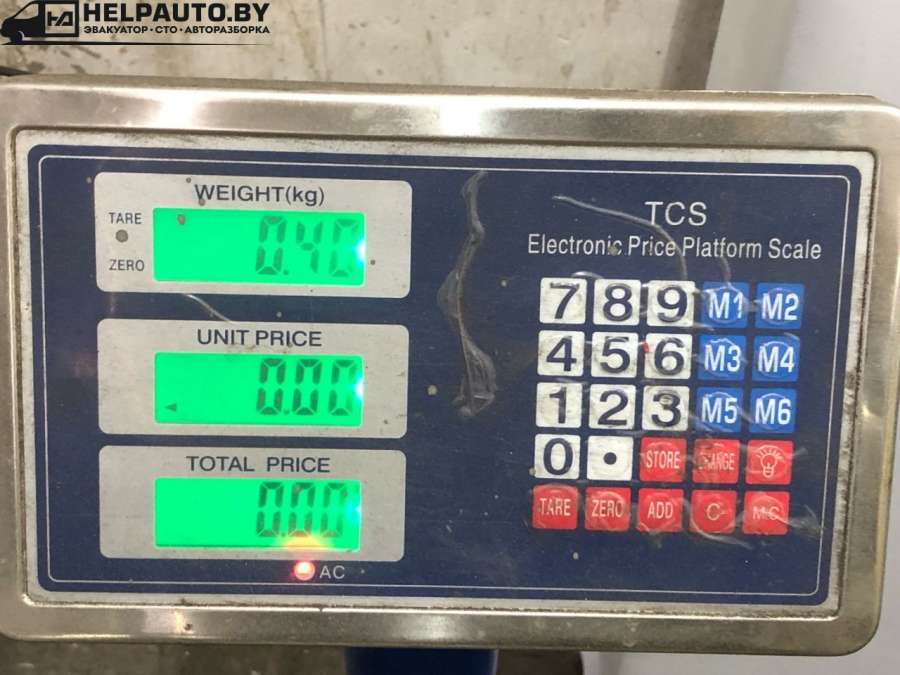 HELPAUTO.BY
ЭВАКУАТОР • СТО • АВТОРАЗБОРКА
WEIGHT(kg)
TARE
0.40
ZERO
UNIT PRICE
0.00
TOTAL PRICE
0.00
AC
TCS
Electronic Price Platform Scale
7 8 9 M1 M2
4 5 6 M3 M4
1 2 3 M5 M6
0 • STORE CHANGE
TARE ZERO ADD C M.C